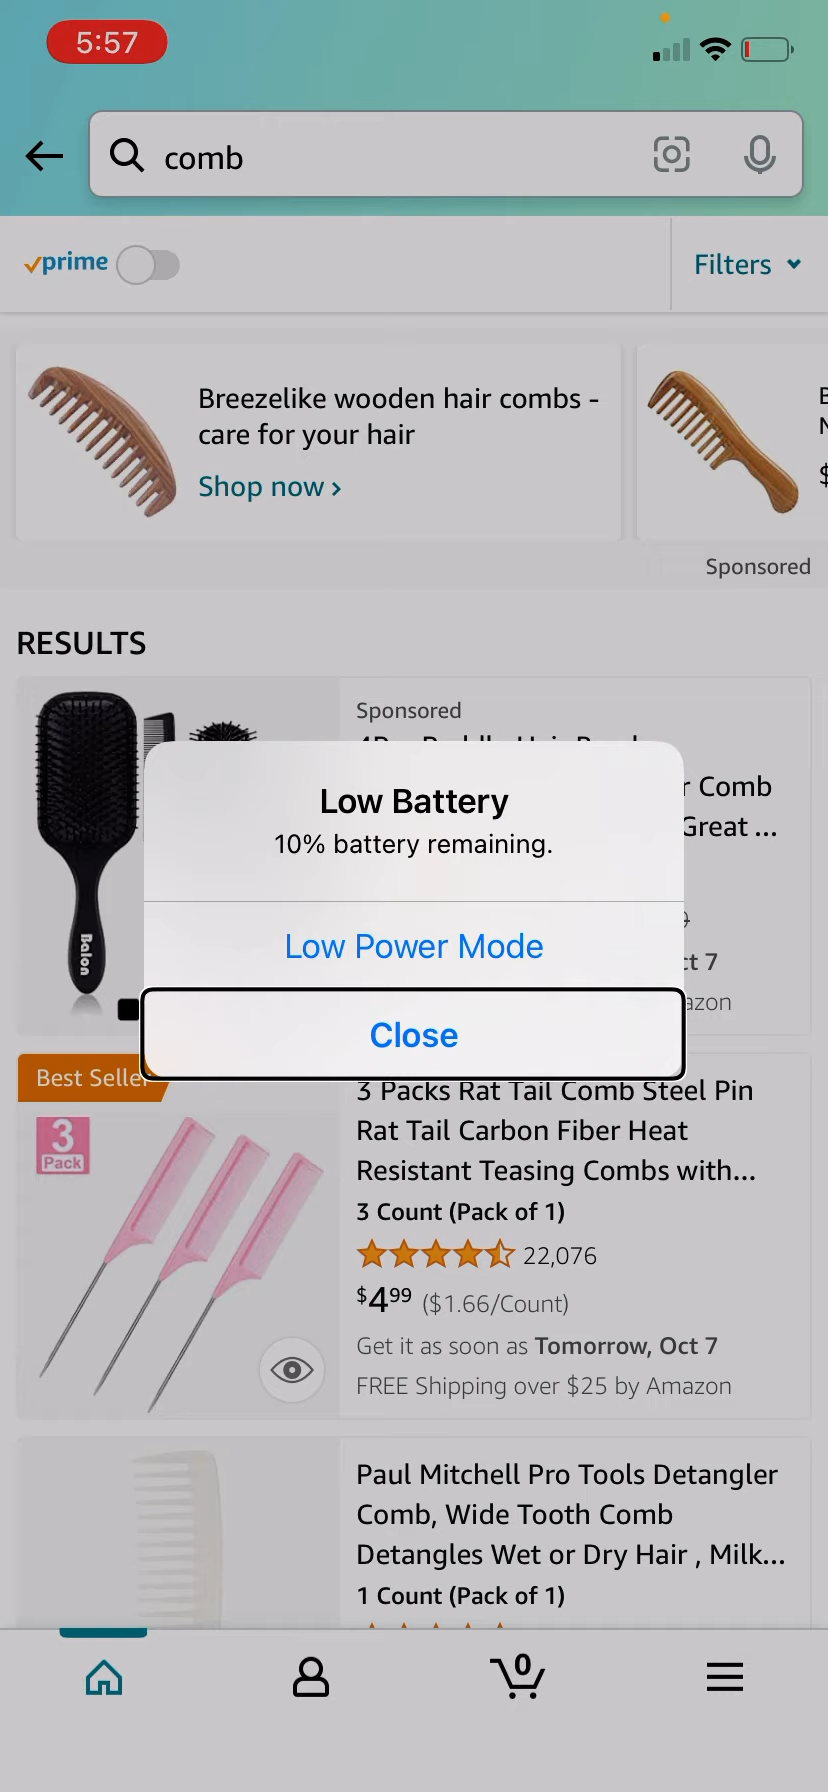 5:57
comb
prime
Filters
Breezelike wooden hair combs -
care for your hair
Shop now
$
Sponsored
RESULTS
Sponsored
Comb
Great ...
Oct 7
Balon
Low Battery
10% battery remaining.
Low Power Mode
Close
Best Seller
3
Pack
3 Packs Rat Tail Comb Steel Pin
Rat Tail Carbon Fiber Heat
Resistant Teasing Combs with...
3 Count (Pack of 1)
22,076
$4.99 ($1.66/Count)
Get it as soon as Tomorrow, Oct 7
FREE Shipping over $25 by Amazon
Paul Mitchell Pro Tools Detangler
Comb, Wide Tooth Comb
Detangles Wet or Dry Hair , Milk...
1 Count (Pack of 1)
0